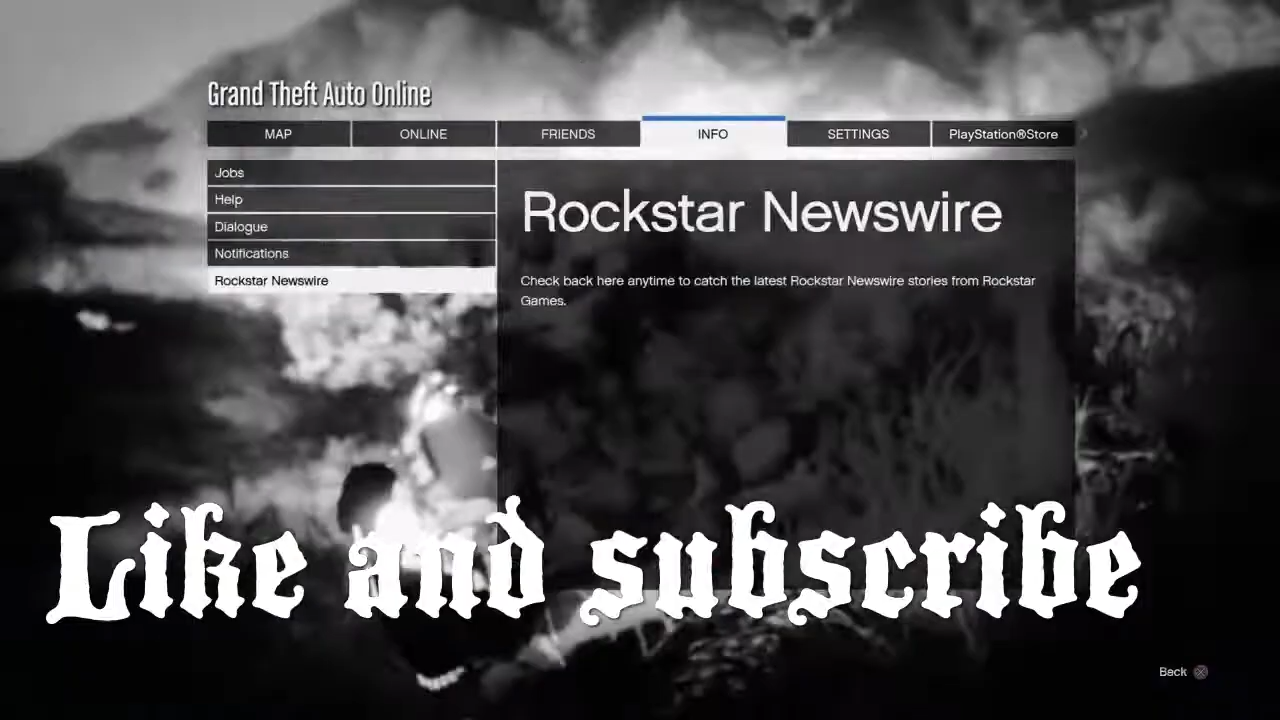 Grand Theft Auto Online
MAP ONLINE FRIENDS INFO SETTINGS PlayStation®Store
Jobs
Help
Dialogue
Notifications
Rockstar Newswire
Rockstar Newswire
Check back here anytime to catch the latest Rockstar Newswire stories from Rockstar
Games.
Like and subscribe
Back